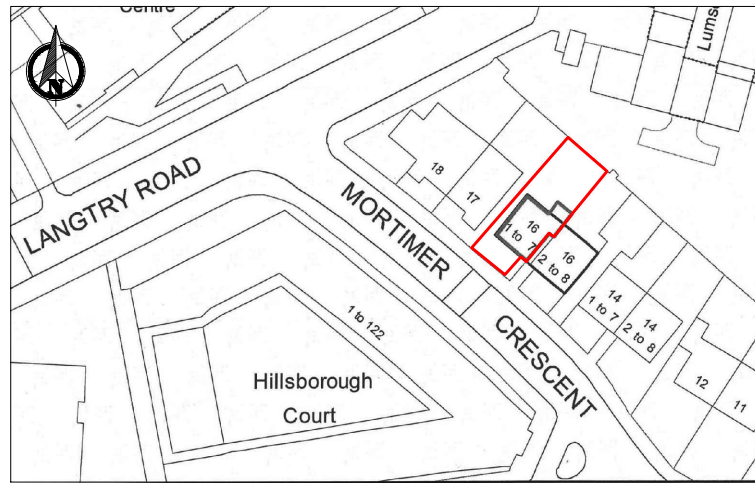 Centre
Lumsd
N
LANGTRY ROAD
18
17
MORTIMER
16
1 to 7
16
2 to 8
14
1 to 7
14
2 to 8
12
11
CRESCENT
1 to 122
Hillsborough
Court